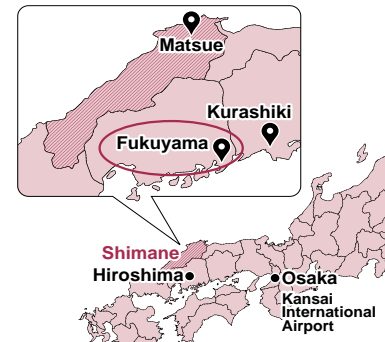 Matsue
Kurashiki
Fukuyama
Shimane
Hiroshima
Osaka
Kansai
International
Airport